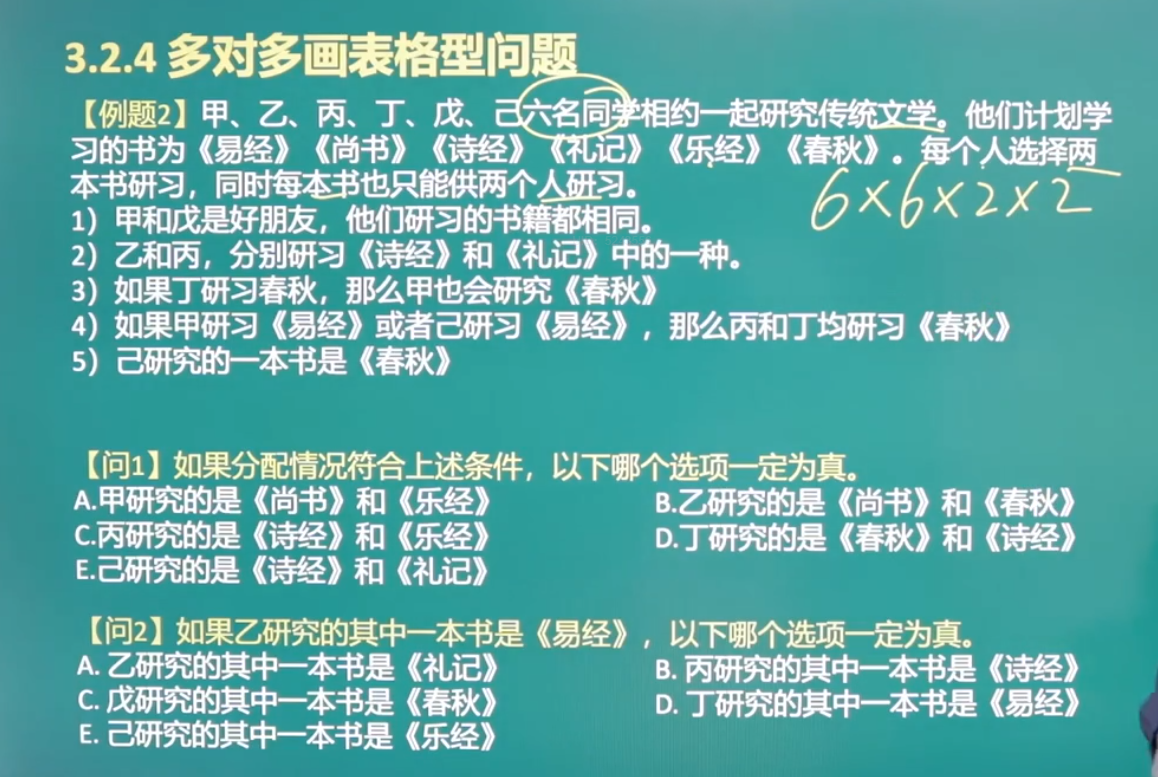 3.2.4 多对多画表格型问题
【例题2】甲、乙、丙、丁、戊、己六名同学相约一起研究传统文学。他们计划学
习的书为《易经》《尚书》《诗经》《礼记》《乐经》《春秋》。每个人选择两
本书研习，同时每本书也只能供两个人研习。
6×6×2×2
1）甲和戊是好朋友，他们研习的书籍都相同。
2）乙和丙，分别研习《诗经》和《礼记》中的一种。
3）如果丁研习春秋，那么甲也会研究《春秋》
4）如果甲研习《易经》或者己研习《易经》，那么丙和丁均研习《春秋》
5）己研究的一本书是《春秋》
【问1】如果分配情况符合上述条件，以下哪个选项一定为真。
A.甲研究的是《尚书》和《乐经》 B.乙研究的是《尚书》和《春秋》
C.丙研究的是《诗经》和《乐经》 D.丁研究的是《春秋》和《诗经》
E.己研究的是《诗经》和《礼记》
【问2】如果乙研究的其中一本书是《易经》，以下哪个选项一定为真。
A. 乙研究的其中一本书是《礼记》 B. 丙研究的其中一本书是《诗经》
C. 戊研究的其中一本书是《春秋》 D. 丁研究的其中一本书是《易经》
E. 己研究的其中一本书是《乐经》